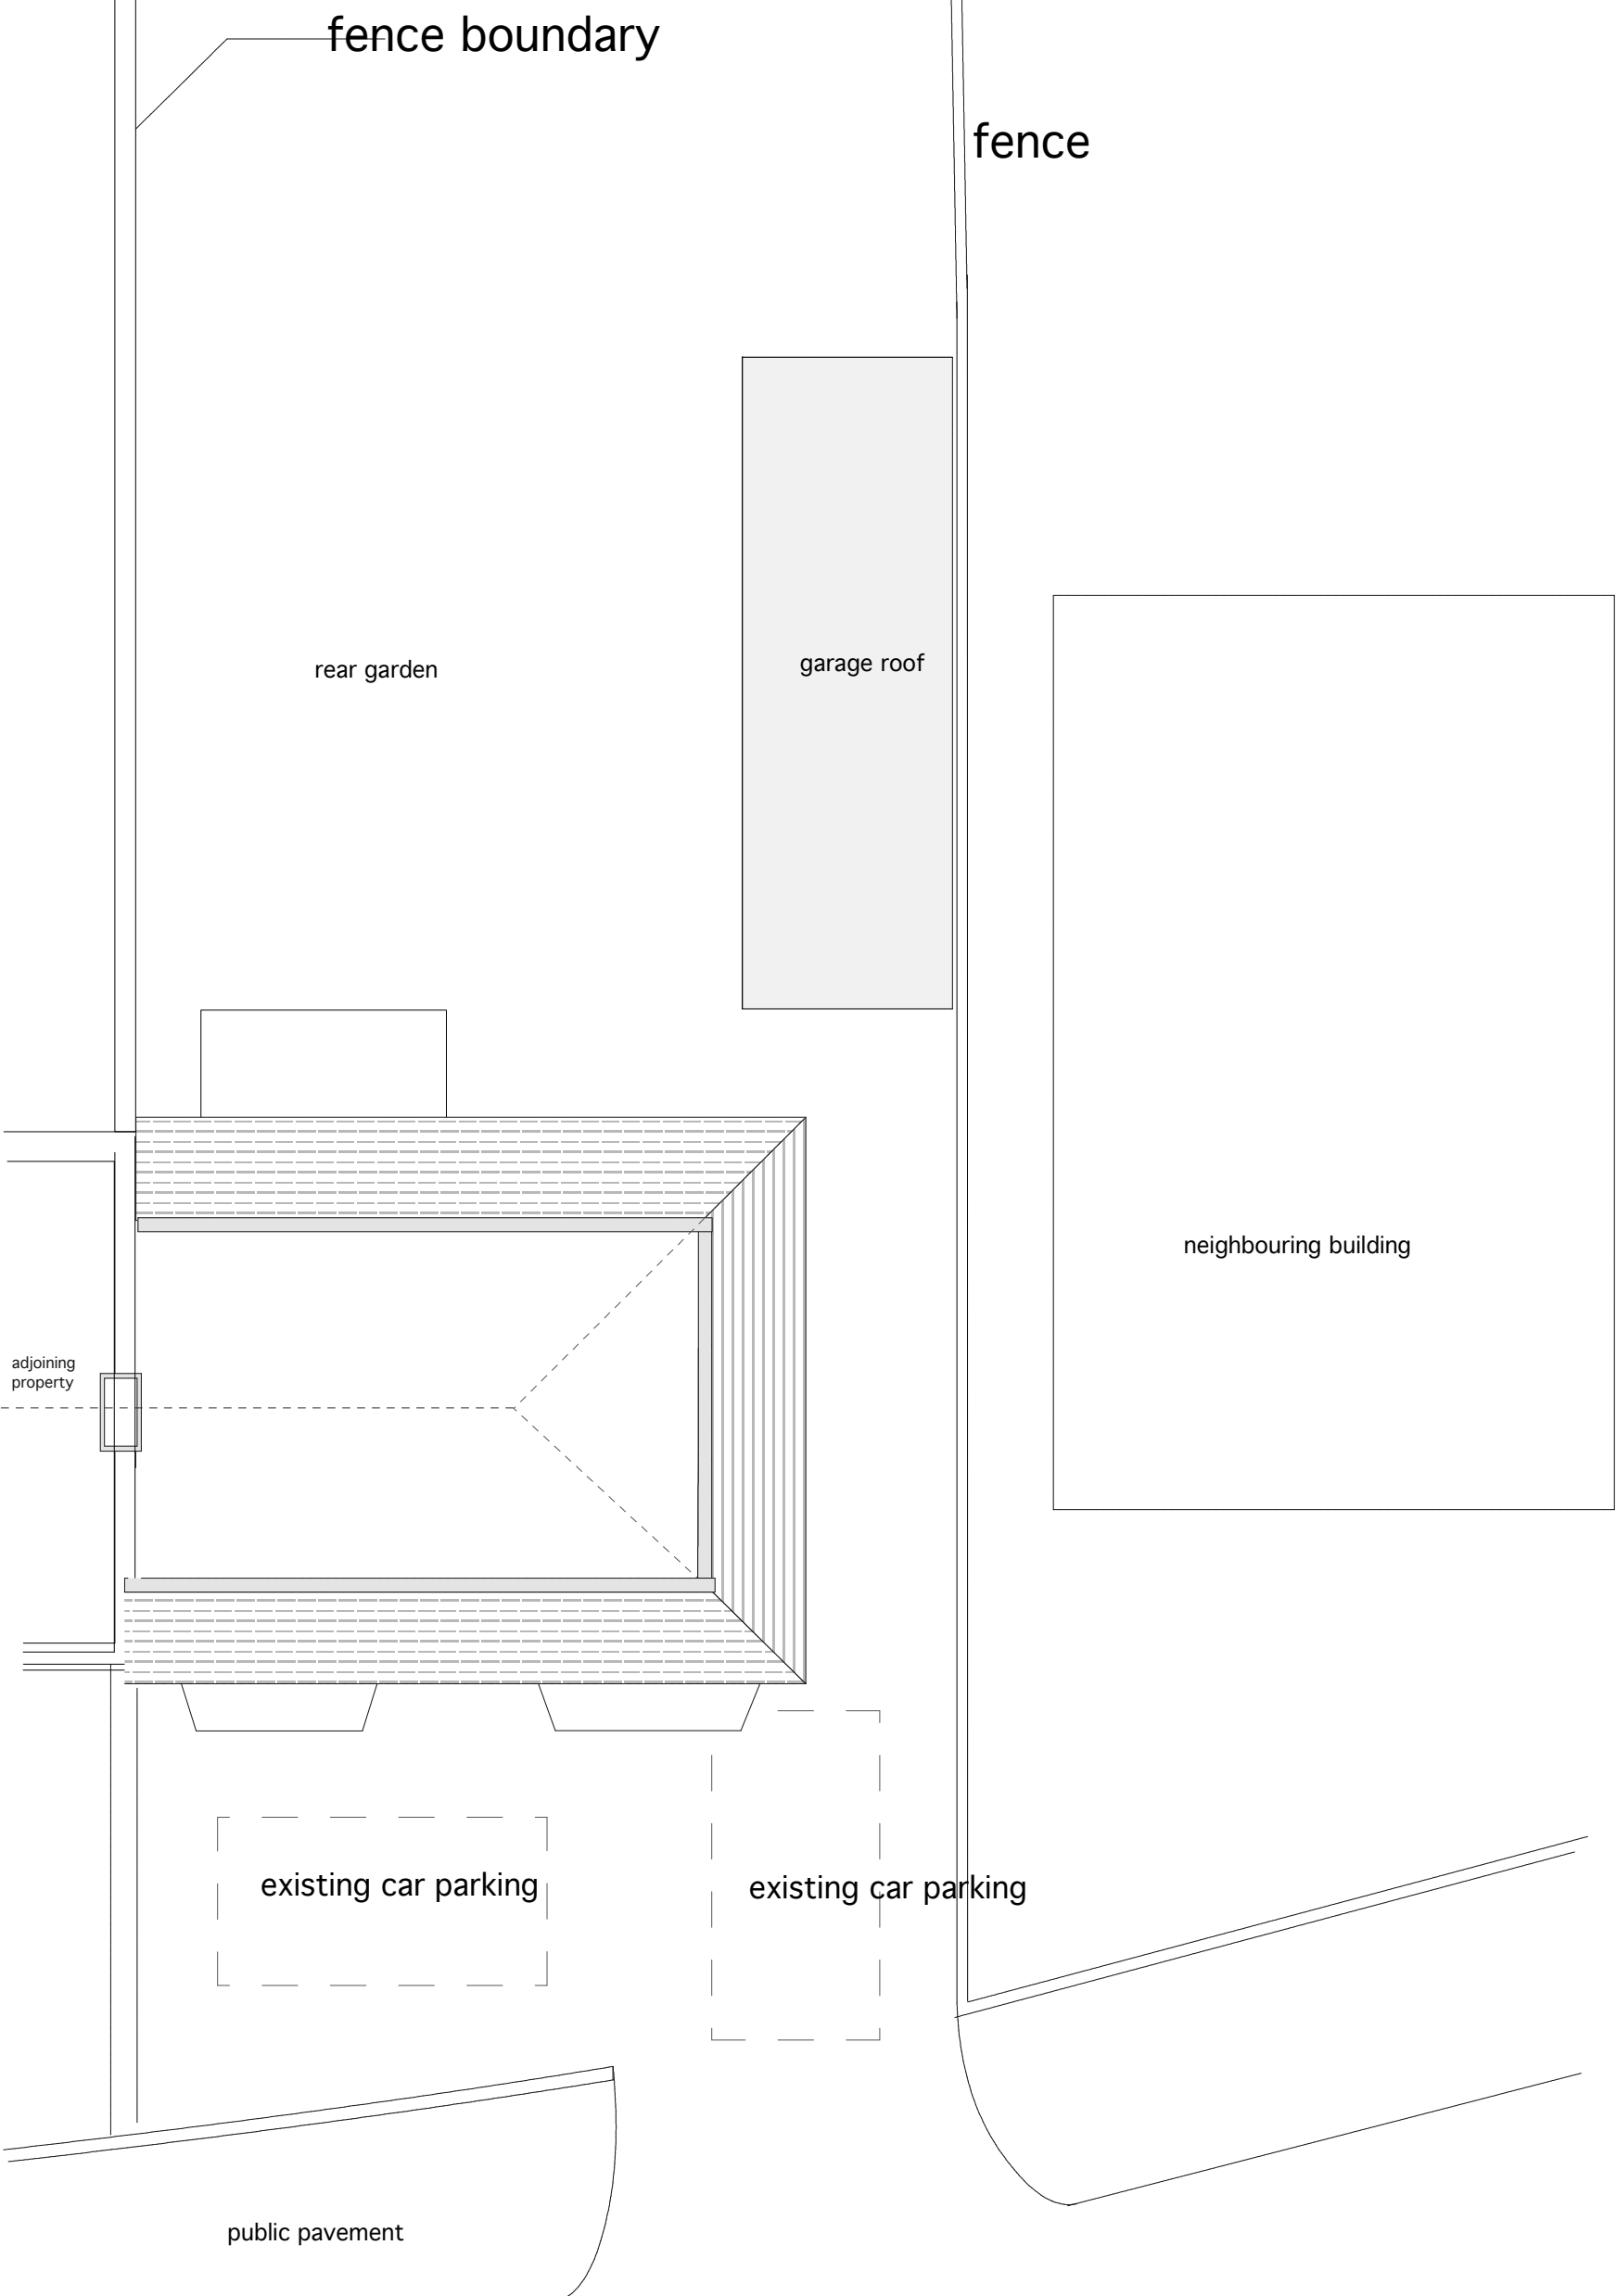 fence boundary
fence
rear garden
garage roof
neighbouring building
adjoining
property
existing car parking
existing car parking
public pavement